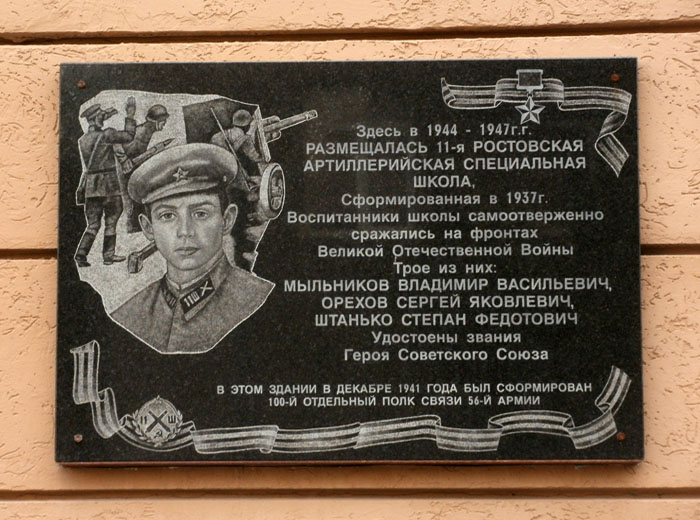 Здесь в 1944 - 1947г.г.
РАЗМЕЩАЛАСЬ 11-я РОСТОВСКАЯ
АРТИЛЛЕРИЙСКАЯ СПЕЦИАЛЬНАЯ
ШКОЛА,
Сформированная в 1937г.
Воспитанники школы самоотверженно
сражались на фронтах
Великой Отечественной Войны
Трое из них:
МЫЛЬНИКОВ ВЛАДИМИР ВАСИЛЬЕВИЧ,
ОРЕХОВ СЕРГЕЙ ЯКОВЛЕВИЧ,
ШТАНЬКО СТЕПАН ФЕДОТОВИЧ
Удостоены звания
Героя Советского Союза
В ЭТОМ ЗДАНИИ В ДЕКАБРЕ 1941 ГОДА БЫЛ СФОРМИРОВАН
100-Й ОТДЕЛЬНЫЙ ПОЛК СВЯЗИ 56-Й АРМИИ
11Ш
11 Ш